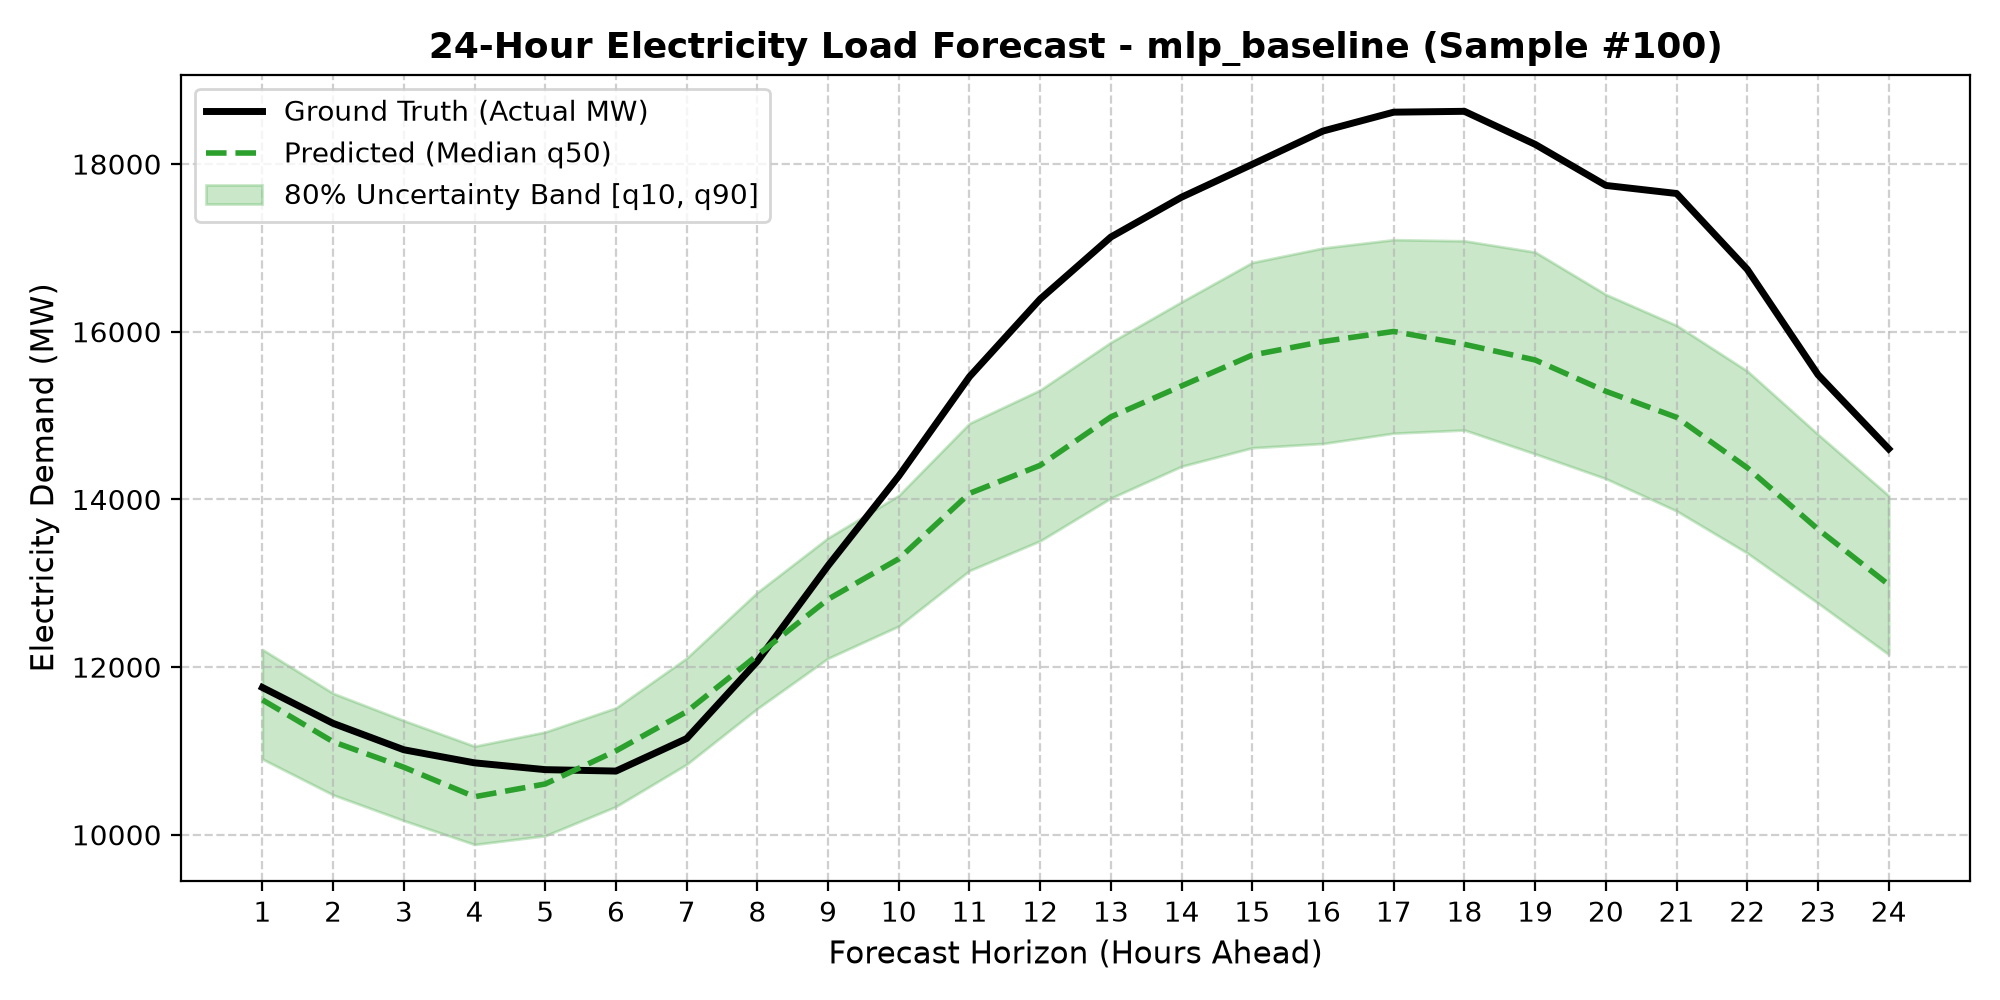 24-Hour Electricity Load Forecast - mlp_baseline (Sample #100)
Ground Truth (Actual MW)
Predicted (Median q50)
80% Uncertainty Band [q10, q90]
Electricity Demand (MW)
18000
16000
14000
12000
10000
1 2 3 4 5 6 7 8 9 10 11 12 13 14 15 16 17 18 19 20 21 22 23 24
Forecast Horizon (Hours Ahead)